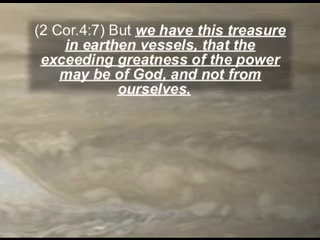 (2 Cor.4:7) But we have this treasure
in earthen vessels, that the
exceeding greatness of the power
may be of God, and not from
ourselves.